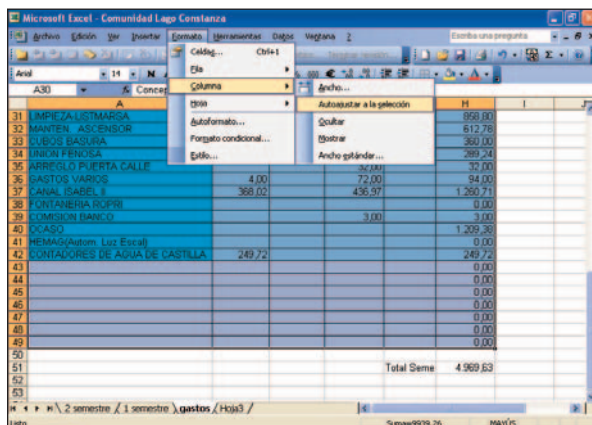 Microsoft Excel - Comunidad Lago Constanza
Archivo Edición Ver Insertar Formato Herramientas Datos Ventana ? Escriba una pregunta
Arial 14 N
A30 Concep
Celdas... Ctrl+1
Fila
Columna
Hoja
Autoformato...
Formato condicional...
Estilo...
Ancho...
Autoajustar a la selección
Ocultar
Mostrar
Ancho estándar...
A H I
31 LIMPIEZA-LISTMARSA 858,80
32 MANTEN. ASCENSOR 612,78
33 CUBOS BASURA 360,00
34 UNION FENOSA 289,24
35 ARREGLO PUERTA CALLE 32,00 32,00
36 GASTOS VARIOS 4,00 72,00 94,00
37 CANAL ISABEL II 368,02 436,97 1.260,71
38 FONTANERIA ROPRI 0,00
39 COMISION BANCO 3,00 3,00
40 OCASO 1.209,38
41 HEMAG(Autom. Luz Escal) 0,00
42 CONTADORES DE AGUA DE CASTILLA 249,72 249,72
43 0,00
44 0,00
45 0,00
46 0,00
47 0,00
48 0,00
49 0,00
50
51 Total Seme 4.969,63
52
53
2 semestre / 1 semestre \ gastos / Hoja3 /
Listo Suma=9939,26 MAYÚS